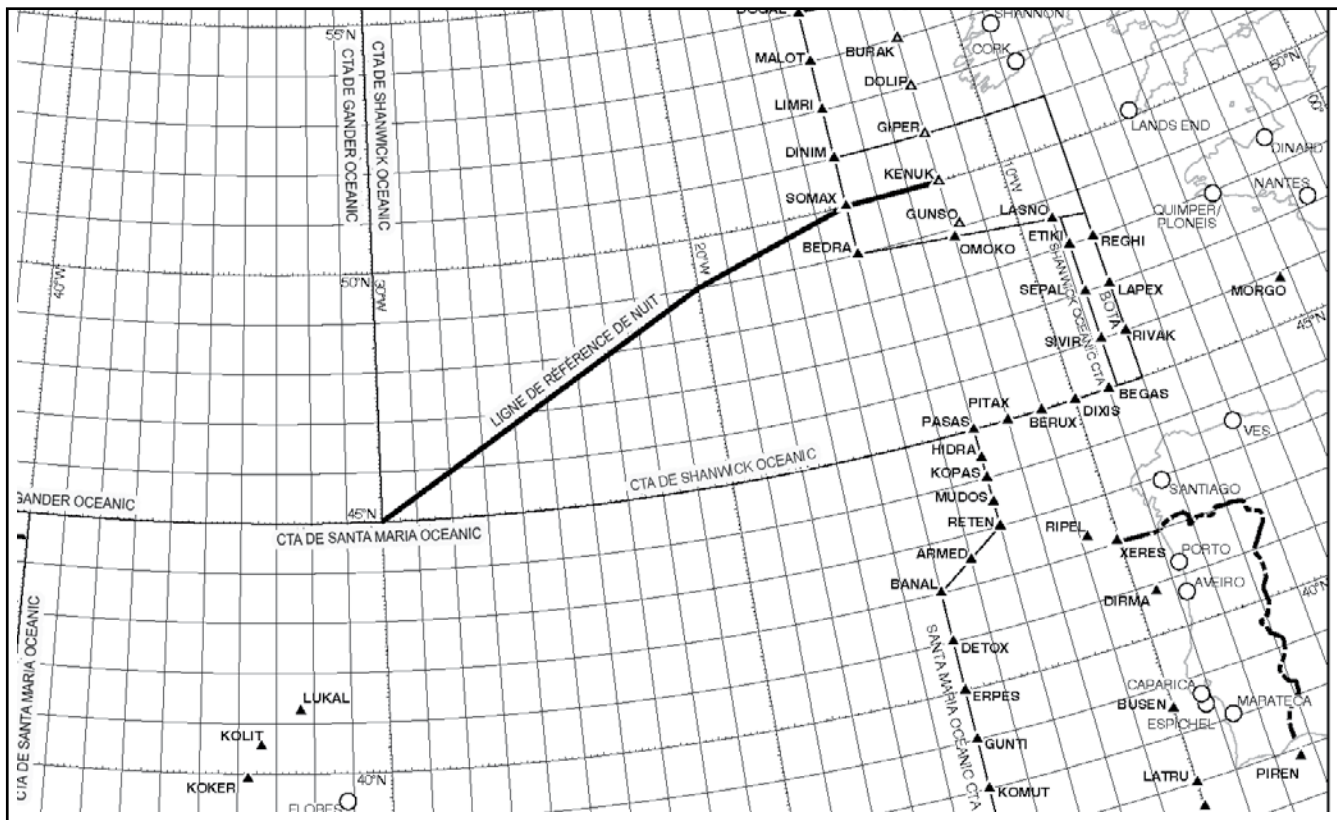 DOGAL
SHANNON
55°N
CTA DE GANDER OCEANIC
CTA DE SHANWICK OCEANIC
BURAK
CORK
MALOT
50°N
DOLIP
LIMRI
LANDS END
GIPER
DINIM
DINARD
KENUK
10°W
NANTES
SOMAX
GUNSO
LASNO
QUIMPER/
PLONEIS
BEDRA
OMOKO
ETIKI
REGHI
20°W
40°W
50°N
30°W
SHANWICK OCEANIC CTA
SEPAL
LAPEX
MORGO
BOTA
45°N
SIVIR
RIVAK
LIGNE DE RÉFÉRENCE DE NUIT
BEGAS
PITAX
DIXIS
BERUX
PASAS
VES
HIDRA
CTA DE SHANWICK OCEANIC
KOPAS
SANTIAGO
GANDER OCEANIC
MUDOS
45°N
RETEN
RIPEL
CTA DE SANTA MARIA OCEANIC
XERES
PORTO
ARMED
BANAL
AVEIRO
DIRMA
40°N
CTA DE SANTA MARIA OCEANIC
SANTA MARIA OCEANIC CTA
DETOX
LUKAL
ERPES
CAPARICA
BUSEN
MARATECA
ESPICHEL
KOLIT
GUNTI
40°N
KOKER
LATRU
PIREN
KOMUT
FLORES